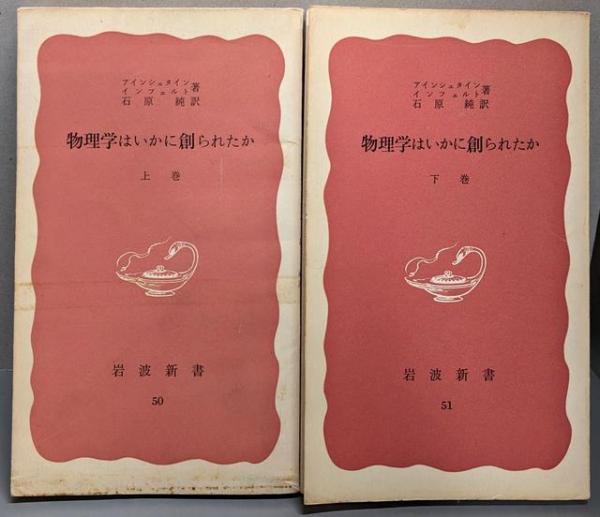 アインシュタイン
インフェルト著
石原純訳
物理学はいかに創られたか
上巻
岩波新書
50
アインシュタイン
インフェルト著
石原純訳
物理学はいかに創られたか
下巻
岩波新書
51